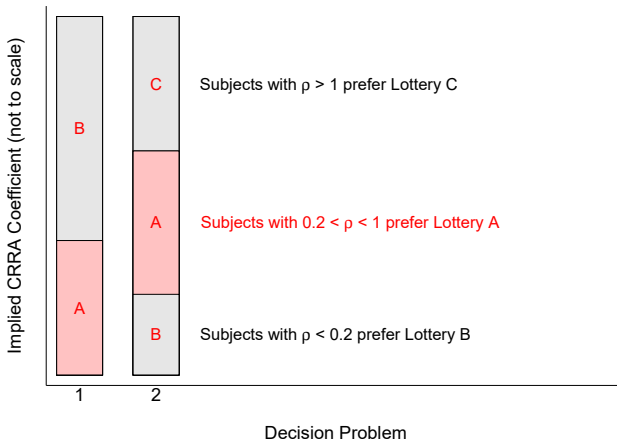 Implied CRRA Coefficient (not to scale)
B
A
C
A
B
Subjects with ρ > 1 prefer Lottery C
Subjects with 0.2 < ρ < 1 prefer Lottery A
Subjects with ρ < 0.2 prefer Lottery B
1
2
Decision Problem